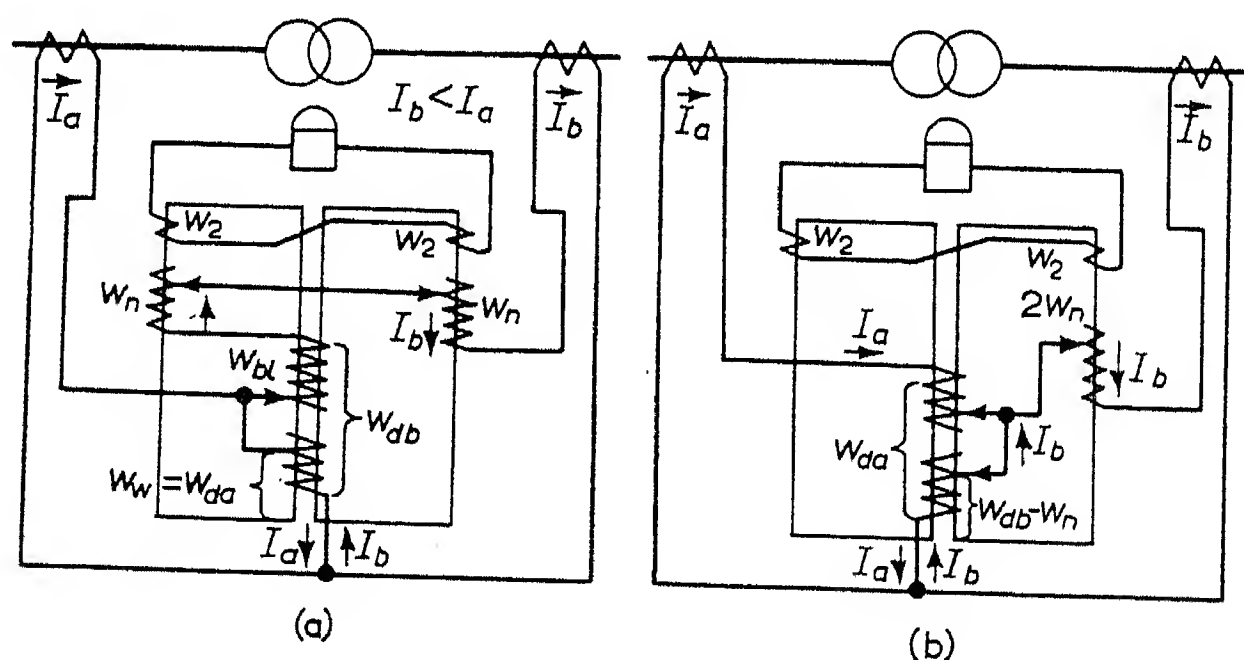 I_a
I_b < I_a
I_b
W_2
W_2
W_n
W_n
I_b
W_bl
W_db
W_w = W_da
I_a
I_b
(a)
I_a
I_b
W_2
W_2
2W_n
I_a
I_b
W_da
I_b
W_db-W_n
I_a
I_b
(b)